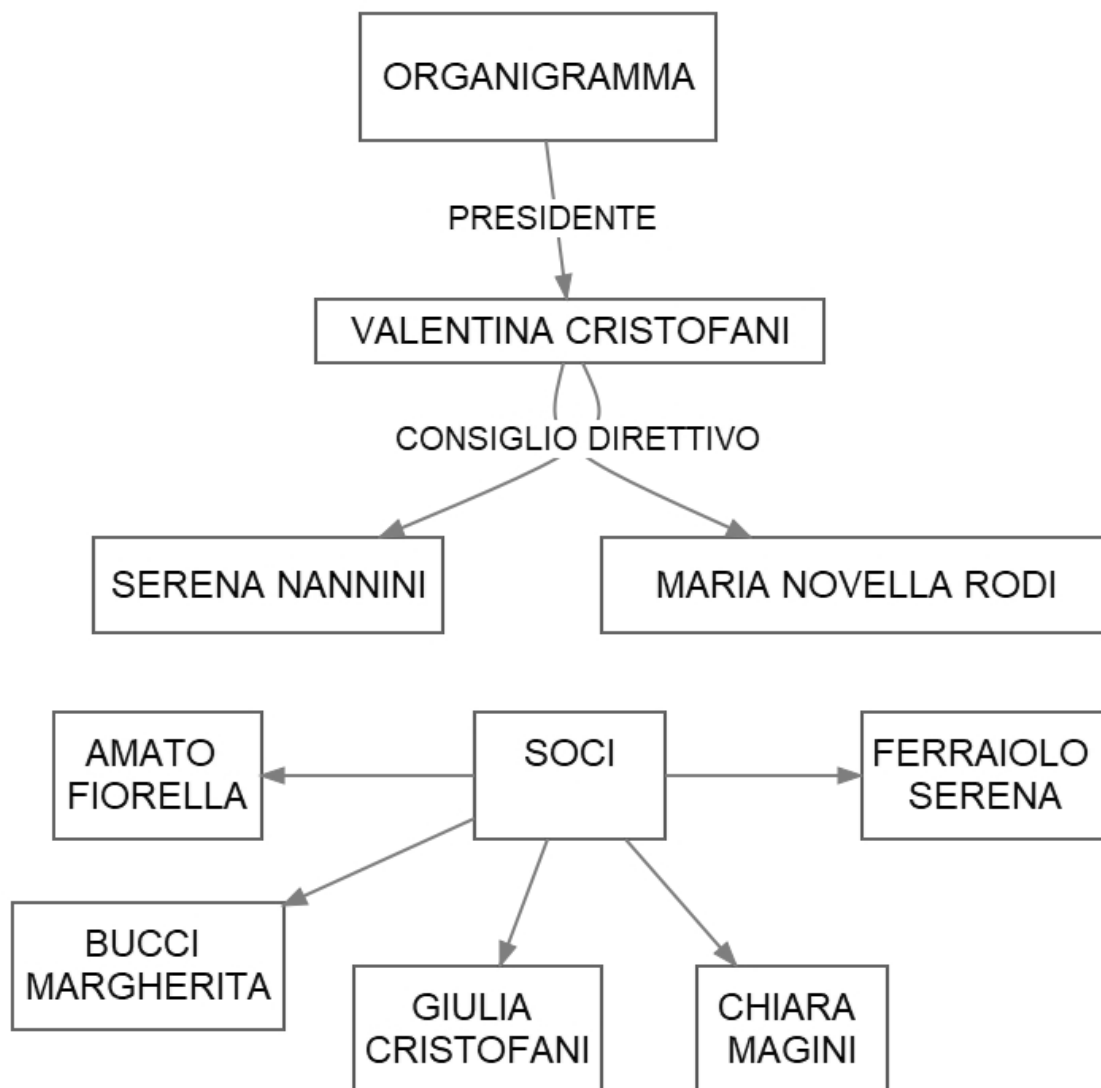 ORGANIGRAMMA
PRESIDENTE
VALENTINA CRISTOFANI
CONSIGLIO DIRETTIVO
SERENA NANNINI
MARIA NOVELLA RODI
AMATO
FIORELLA
SOCI
FERRAIOLO
SERENA
BUCCI
MARGHERITA
GIULIA
CRISTOFANI
CHIARA
MAGINI